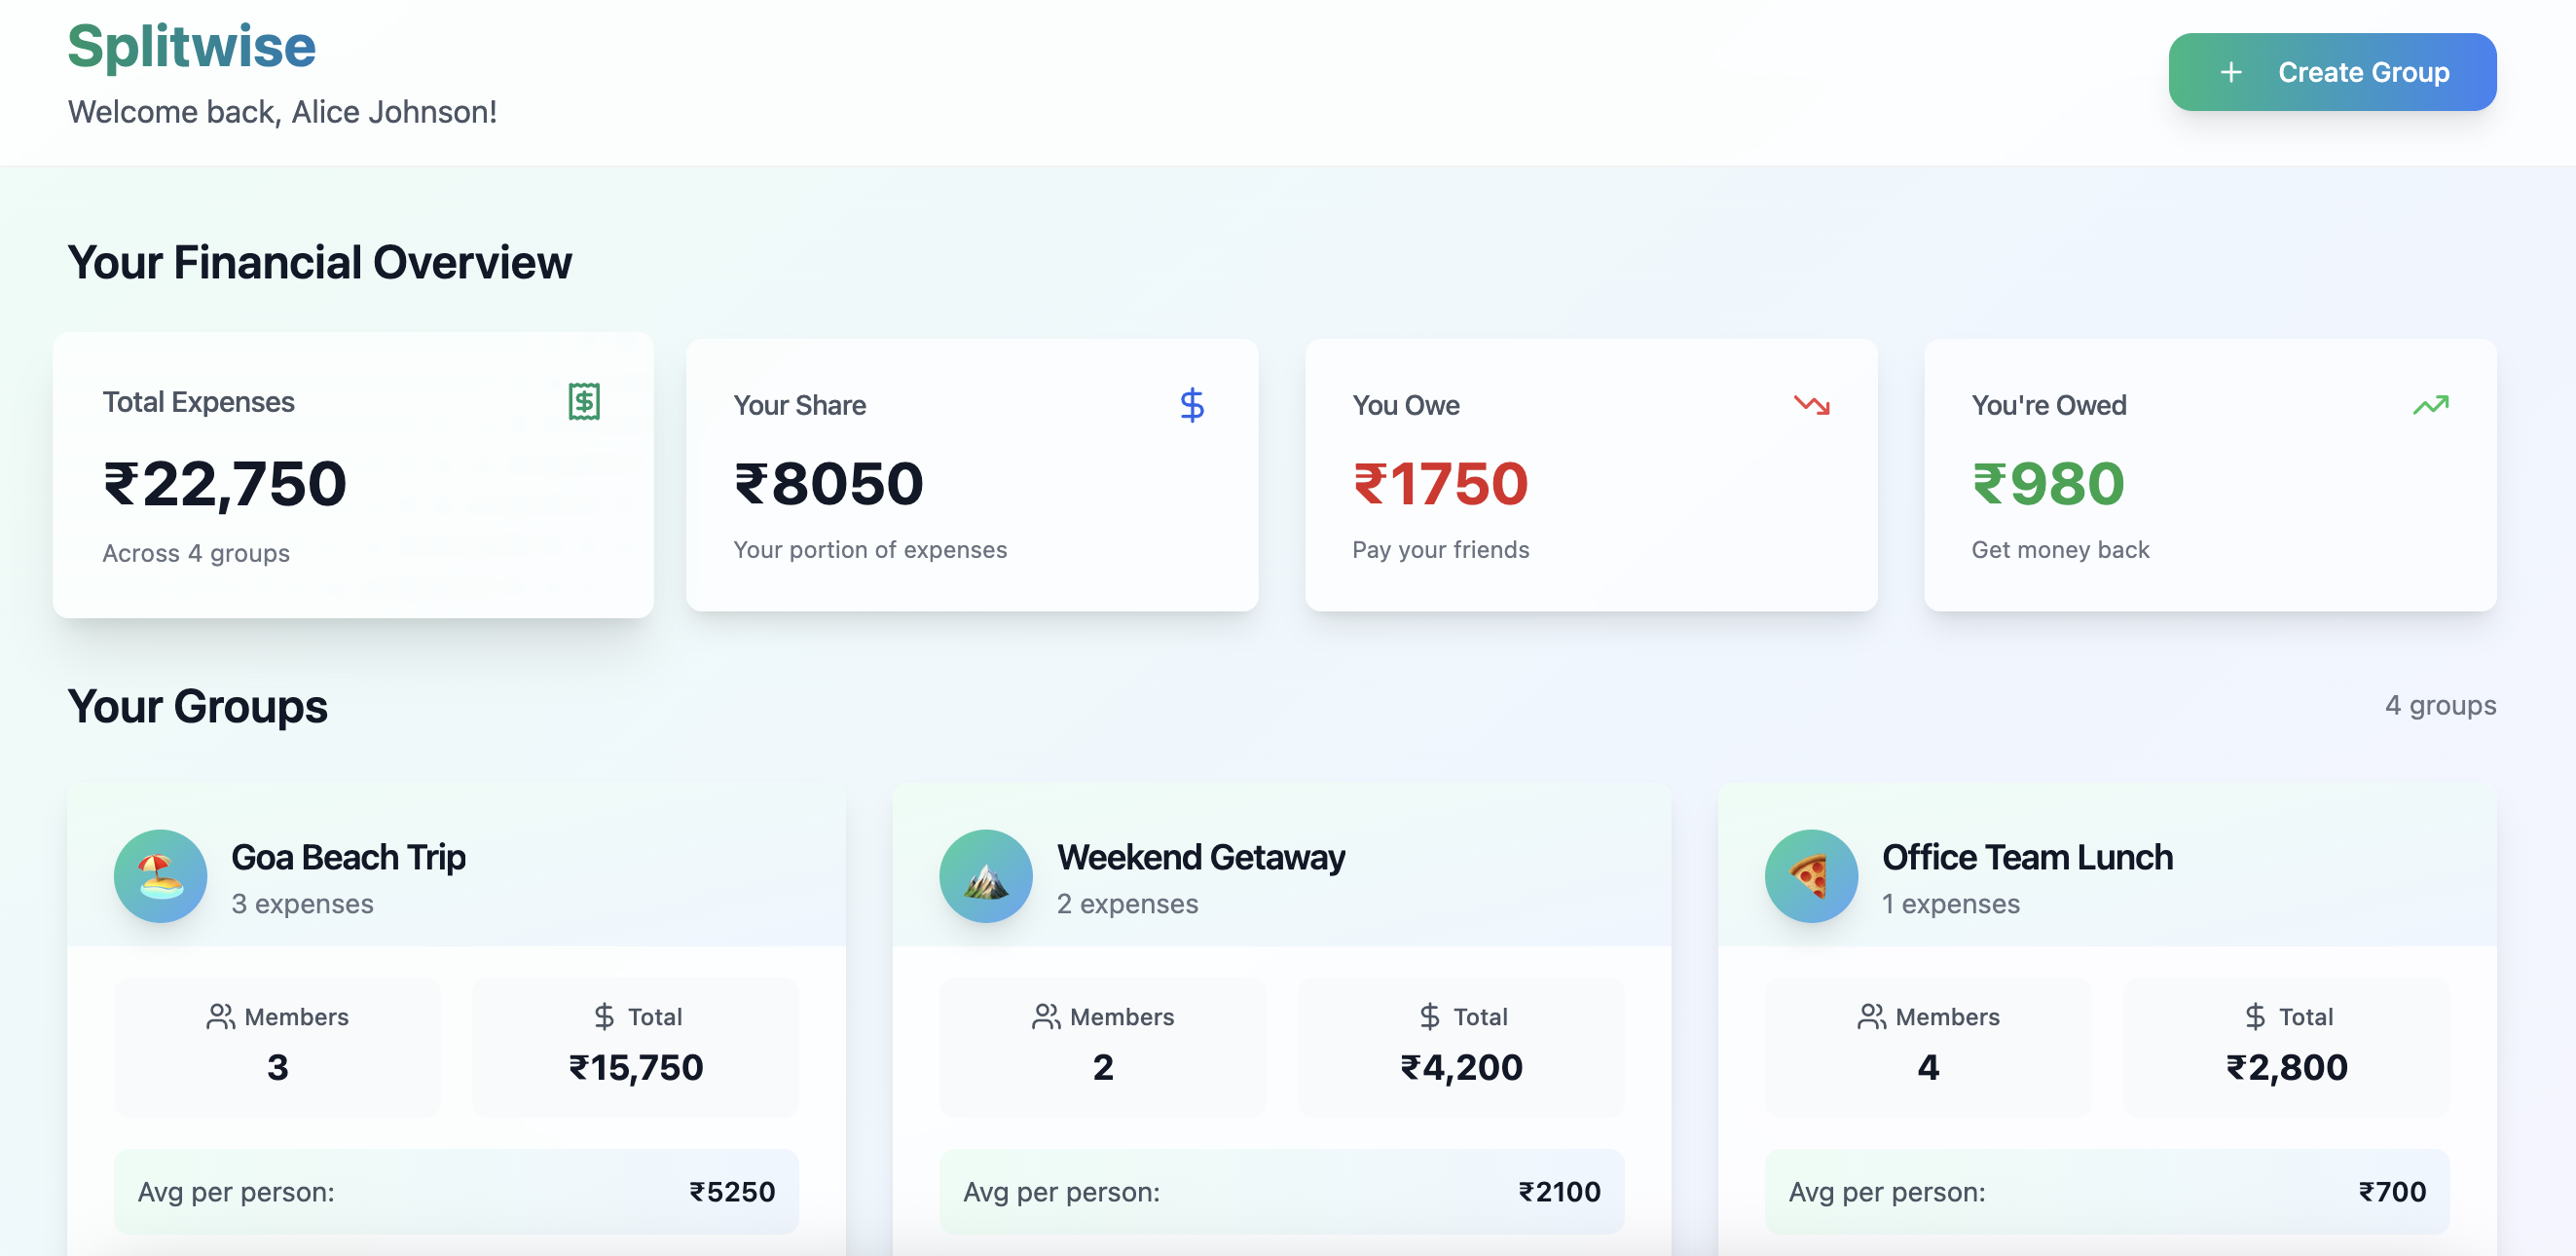 Splitwise
Welcome back, Alice Johnson!
+ Create Group
Your Financial Overview
Total Expenses
₹22,750
Across 4 groups
Your Share
₹8050
Your portion of expenses
You Owe
₹1750
Pay your friends
You're Owed
₹980
Get money back
Your Groups
4 groups
Goa Beach Trip
3 expenses
Members
3
$ Total
₹15,750
Avg per person: ₹5250
Weekend Getaway
2 expenses
Members
2
$ Total
₹4,200
Avg per person: ₹2100
Office Team Lunch
1 expenses
Members
4
$ Total
₹2,800
Avg per person: ₹700